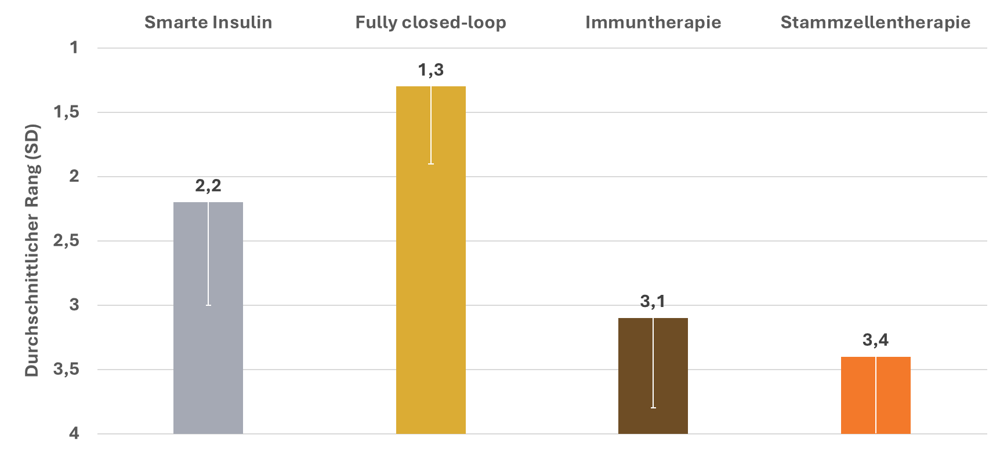 Smarte Insulin
Fully closed-loop
Immuntherapie
Stammzellentherapie
Durchschnittlicher Rang (SD)
1
1,5
2
2,5
3
3,5
4
2,2
1,3
3,1
3,4